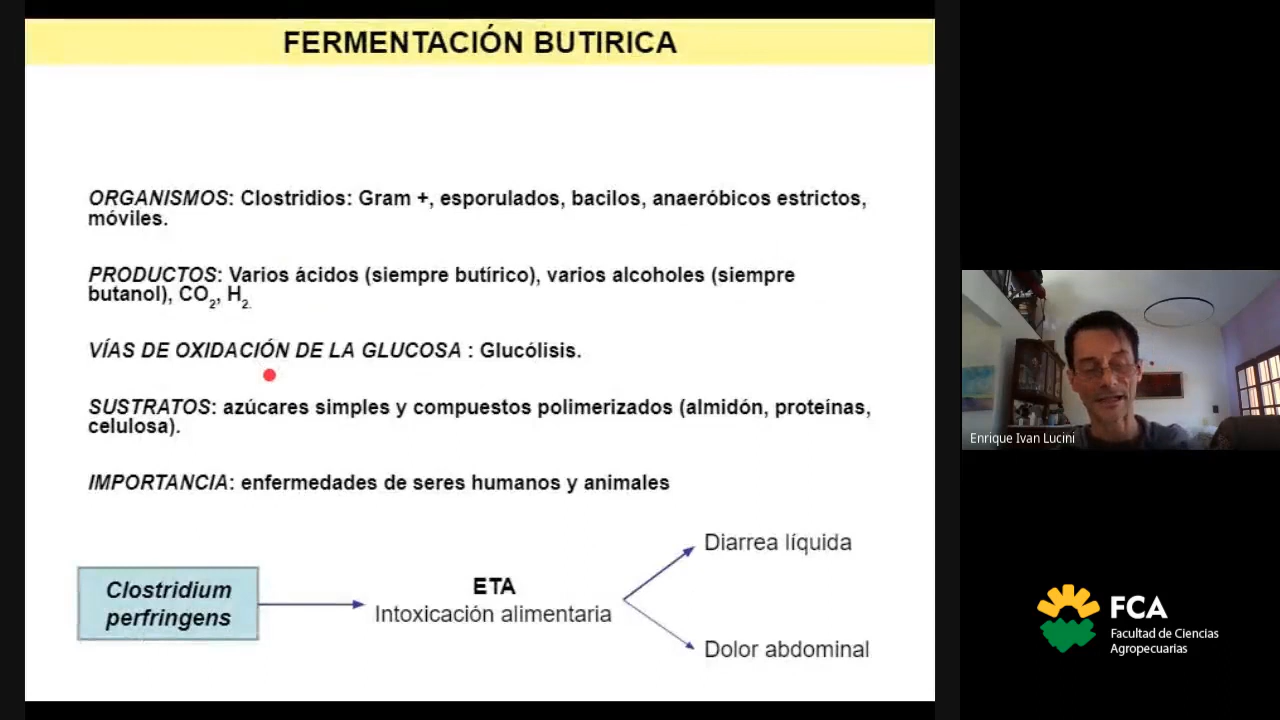 FERMENTACIÓN BUTIRICA
ORGANISMOS: Clostridios: Gram +, esporulados, bacilos, anaeróbicos estrictos,
móviles.
PRODUCTOS: Varios ácidos (siempre butírico), varios alcoholes (siempre
butanol), CO2, H2.
VÍAS DE OXIDACIÓN DE LA GLUCOSA : Glucólisis.
SUSTRATOS: azúcares simples y compuestos polimerizados (almidón, proteínas,
celulosa).
IMPORTANCIA: enfermedades de seres humanos y animales
Clostridium
perfringens
ETA
Intoxicación alimentaria
Diarrea líquida
Dolor abdominal
Enrique Ivan Lucini
FCA
Facultad de Ciencias
Agropecuarias